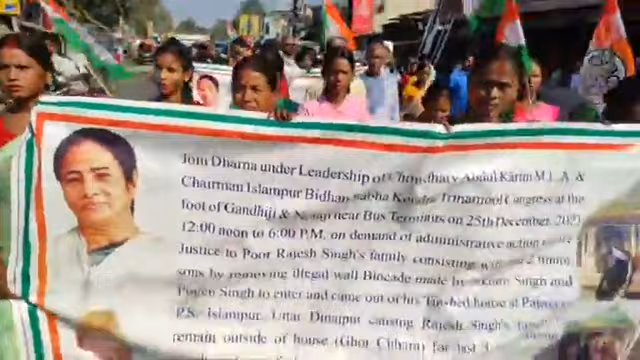 Join Dharna under Leadership of Chowdhary Abdul Karim M.L.A. &
Chairman Islampur Bidhan sabha Kendra Trinamool Congress at the
foot of Gandhiji & Netaji near Bus Terminus on 25th December,
12:00 noon to 6:00 P.M. on demand of administrative action
Justice to Poor Rajesh Singh's family consisting minor
sons by removing illegal wall Bincade made by Singh and
Singh to enter and came out of his Tin-shed house at
P.S. Islampur, Uttar Dinajpur causing Rajesh Singh's
remain outside of house (Ghor Chhara) for last